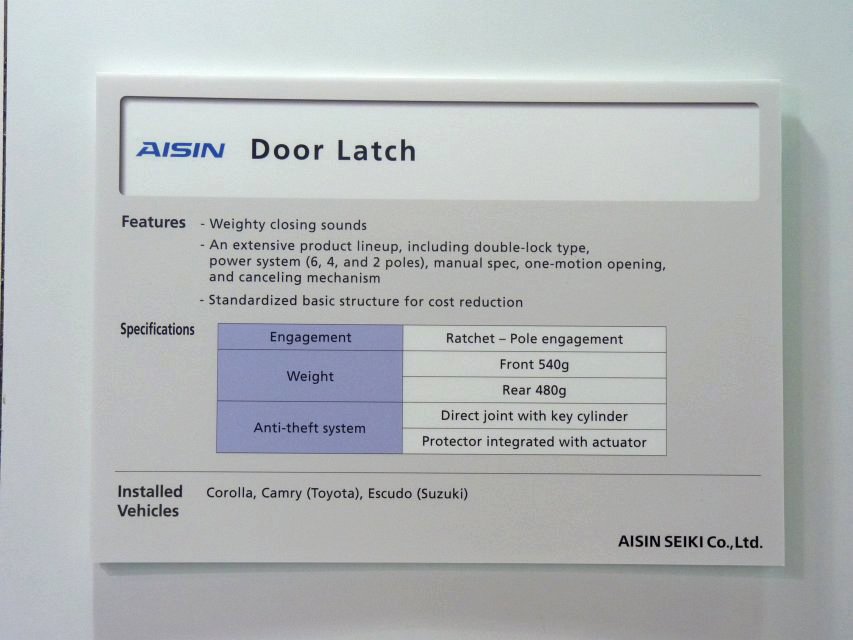 AISIN Door Latch
Features - Weighty closing sounds
- An extensive product lineup, including double-lock type,
power system (6, 4, and 2 poles), manual spec, one-motion opening,
and canceling mechanism
- Standardized basic structure for cost reduction
Specifications
Engagement Ratchet – Pole engagement
Weight Front 540g
Rear 480g
Anti-theft system Direct joint with key cylinder
Protector integrated with actuator
Installed Vehicles Corolla, Camry (Toyota), Escudo (Suzuki)
AISIN SEIKI Co.,Ltd.